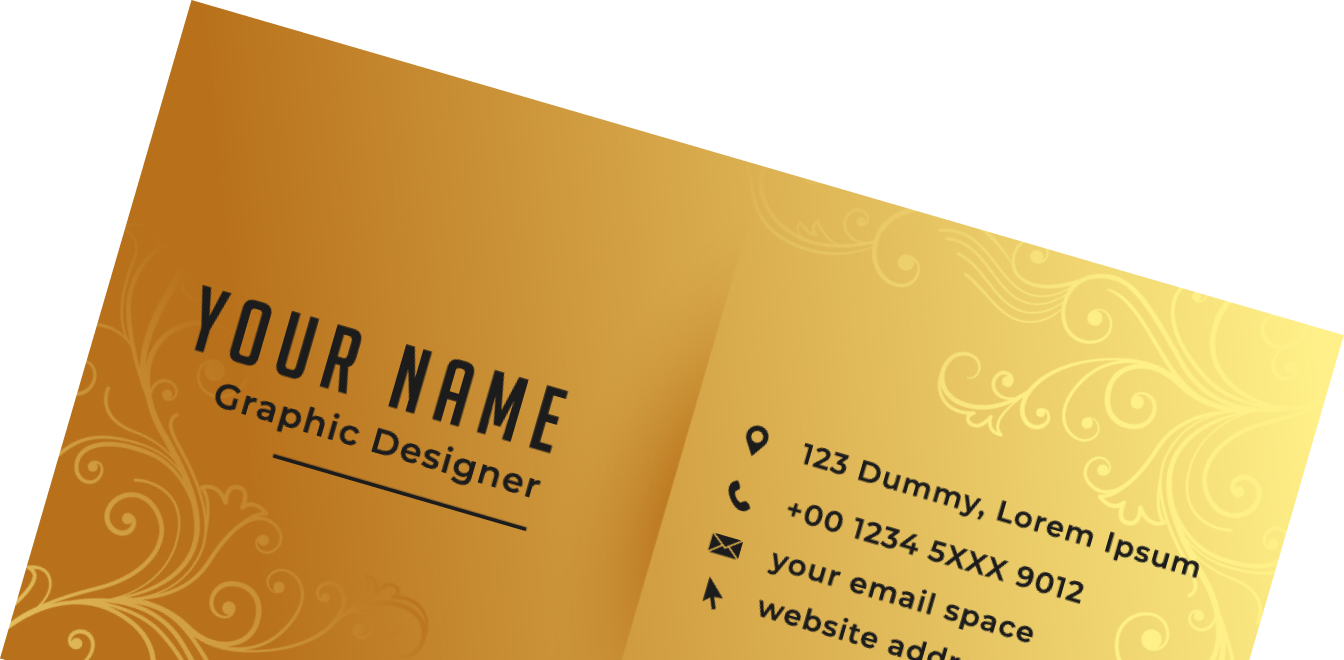 YOUR NAME
Graphic Designer
123 Dummy, Lorem Ipsum
+00 1234 5XXX 9012
your email space
website